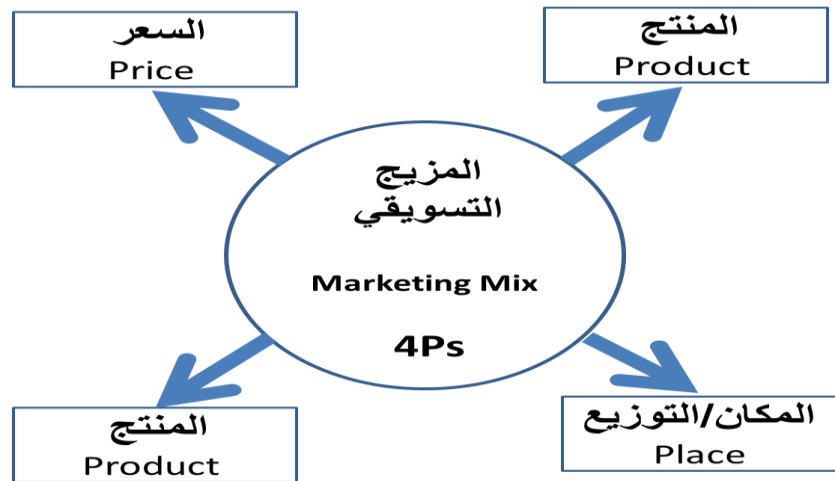 السعر
Price
المنتج
Product
المزيج
التسويقي
Marketing Mix
4Ps
المنتج
Product
المكان/التوزيع
Place